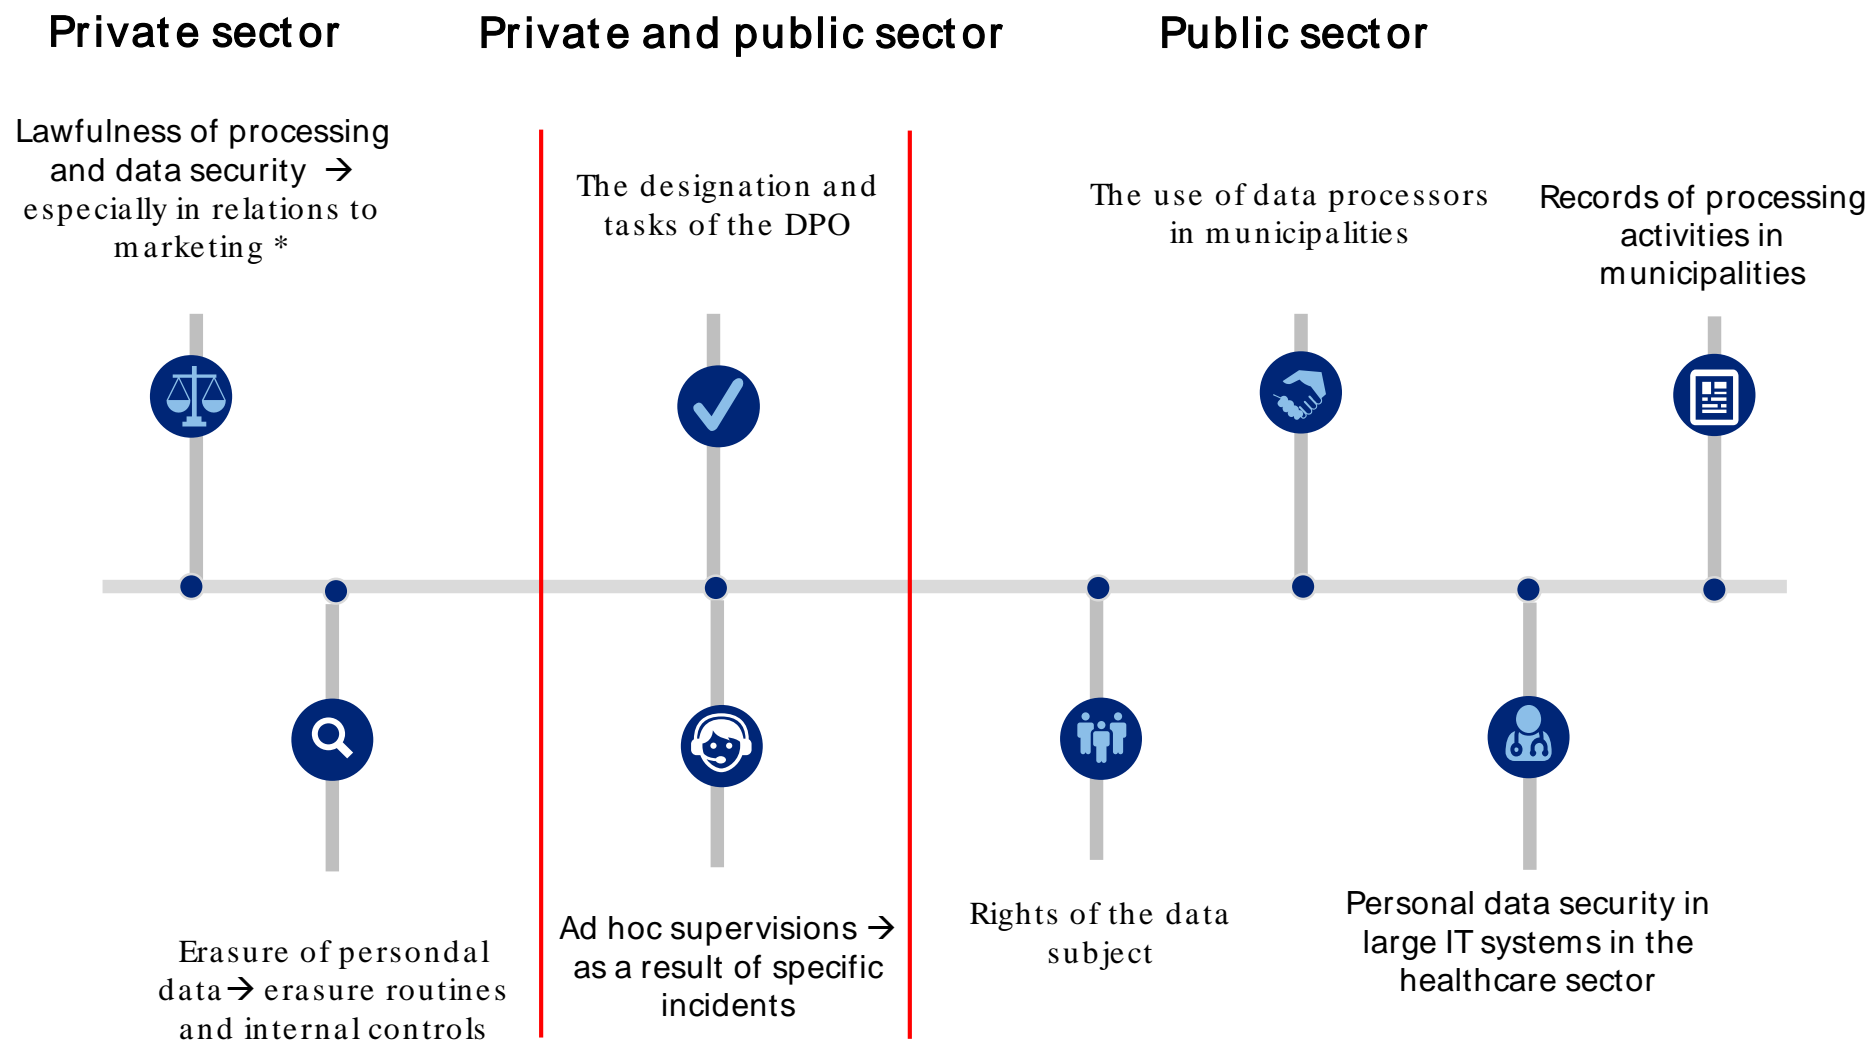 Private sector
Private and public sector
Public sector
Lawfulness of processing
and data security →
especially in relations to
marketing *
The designation and
tasks of the DPO
The use of data processors
in municipalities
Records of processing
activities in
municipalities
Erasure of persondal
data→ erasure routines
and internal controls
Ad hoc supervisions →
as a result of specific
incidents
Rights of the data
subject
Personal data security in
large IT systems in the
healthcare sector